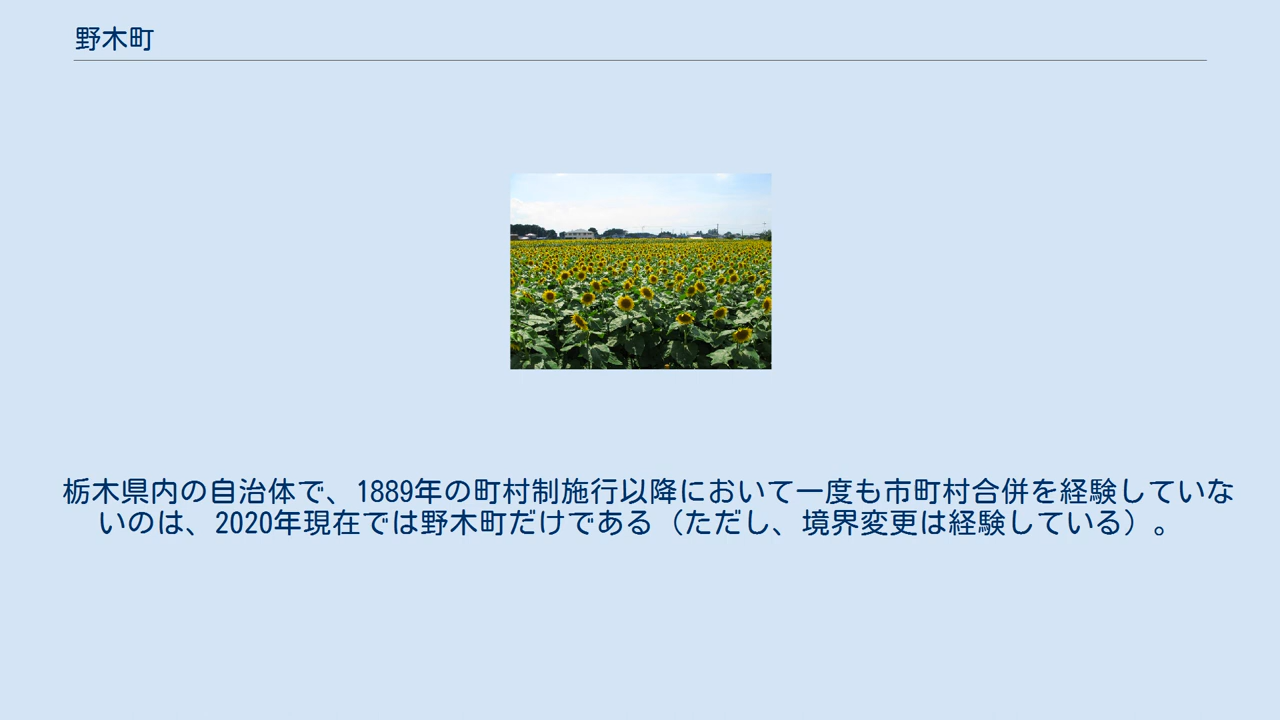 野木町
栃木県内の自治体で、1889年の町村制施行以降において一度も市町村合併を経験していな
いのは、2020年現在では野木町だけである（ただし、境界変更は経験している）。